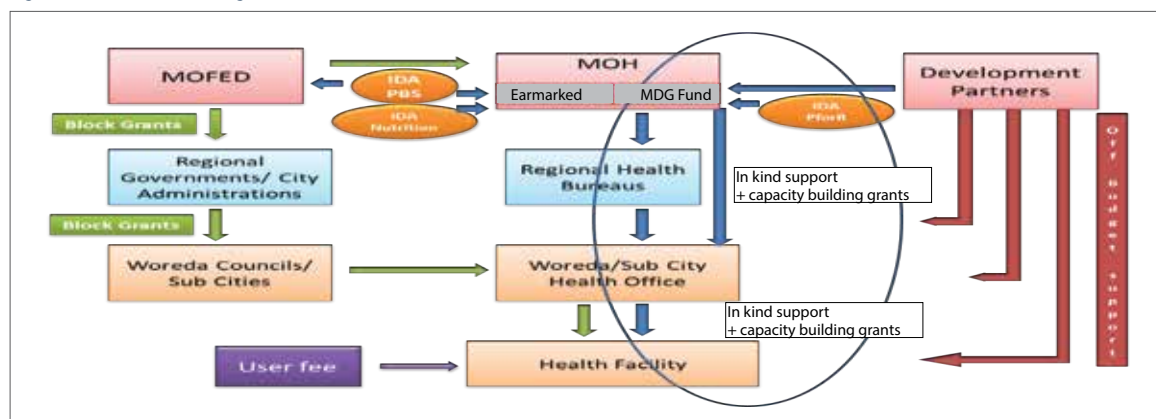 MOFED
IDA
PBS
IDA
Nutrition
MOH
Earmarked
MDG Fund
IDA
PforR
Development
Partners
Block Grants
Regional
Governments/ City
Administrations
Regional Health
Bureaus
In kind support
+ capacity building grants
Block Grants
Woreda Councils/
Sub Cities
Woreda/Sub City
Health Office
In kind support
+ capacity building grants
User fee
Health Facility
Off Budget support